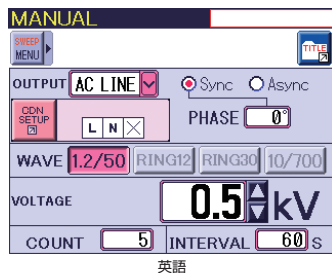 MANUAL
SWEEP
MENU
TITLE
OUTPUT AC LINE Sync Async
CDN
SETUP
L N
PHASE 0°
WAVE 1.2/50 RING12 RING30 10/700
VOLTAGE 0.5 kV
COUNT 5 INTERVAL 60 S
英語